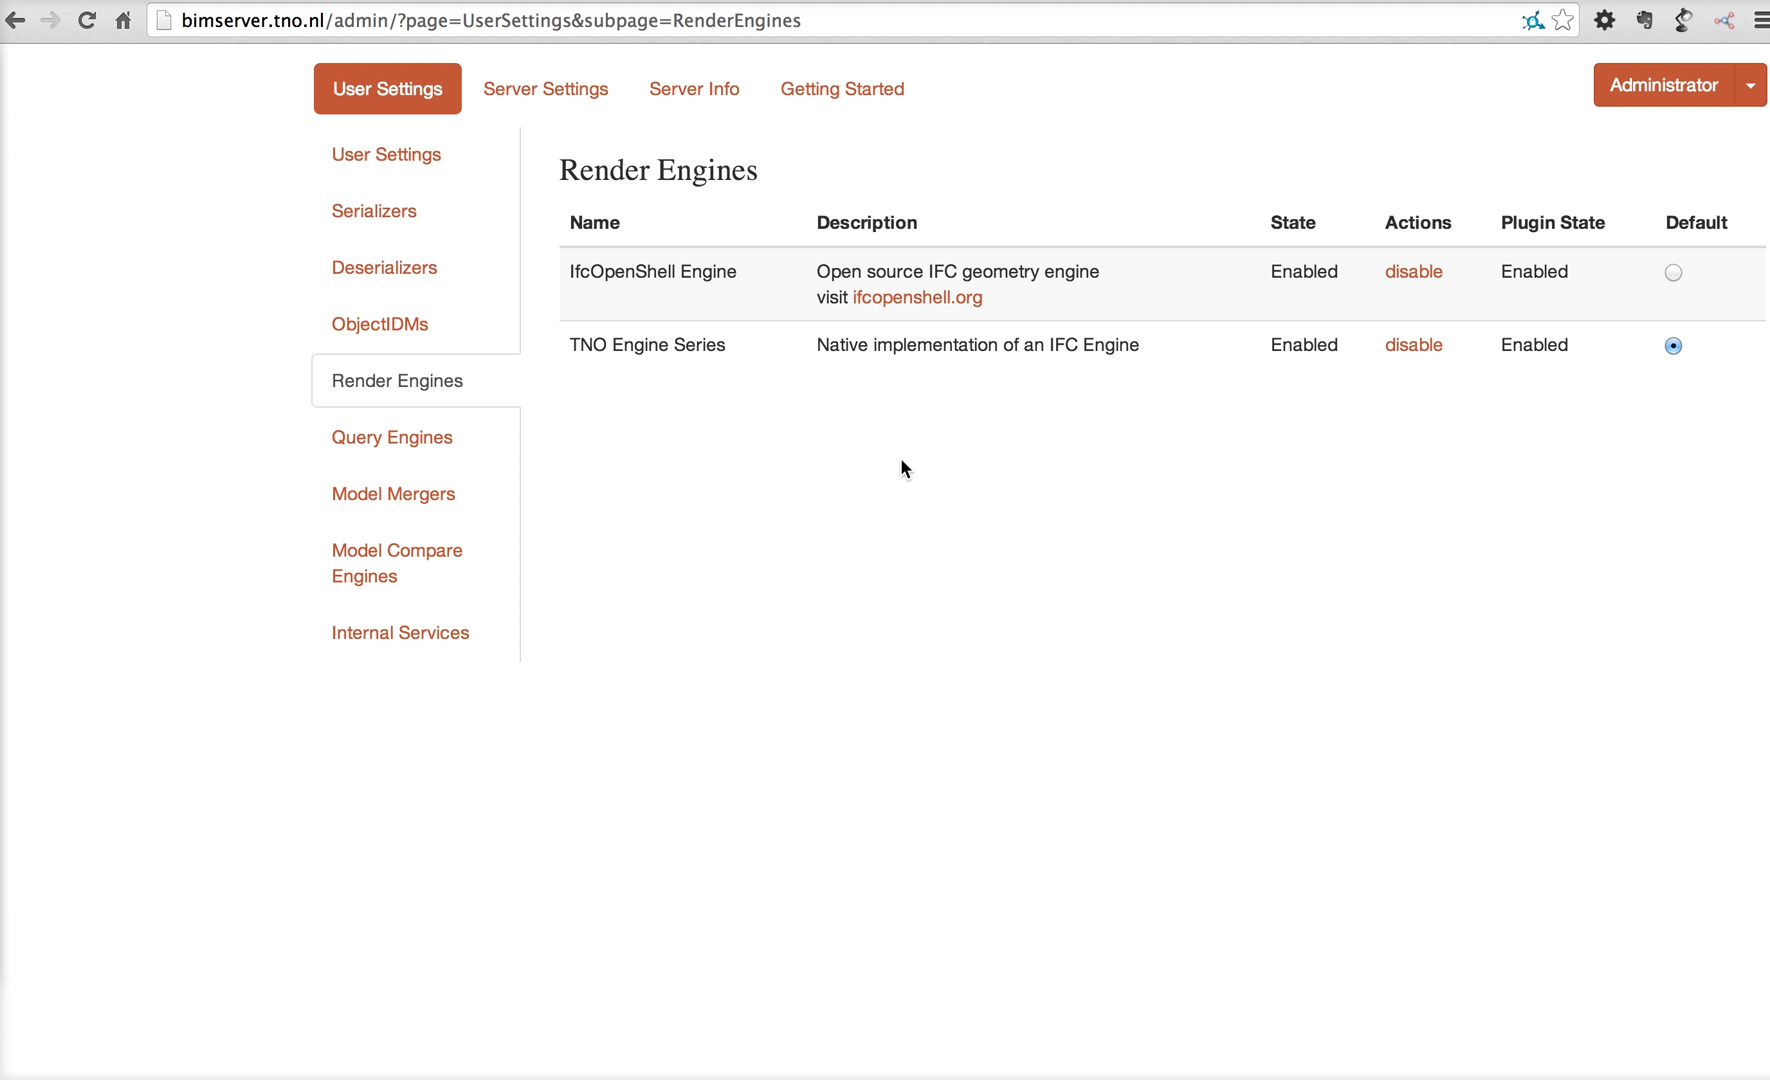 bimserver.tno.nl/admin/?page=UserSettings&subpage=RenderEngines
User Settings Server Settings Server Info Getting Started Administrator
User Settings
Serializers
Deserializers
ObjectIDMs
Render Engines
Query Engines
Model Mergers
Model Compare
Engines
Internal Services
Render Engines
Name Description State Actions Plugin State Default
IfcOpenShell Engine Open source IFC geometry engine Enabled disable Enabled
visit ifcopenshell.org
TNO Engine Series Native implementation of an IFC Engine Enabled disable Enabled